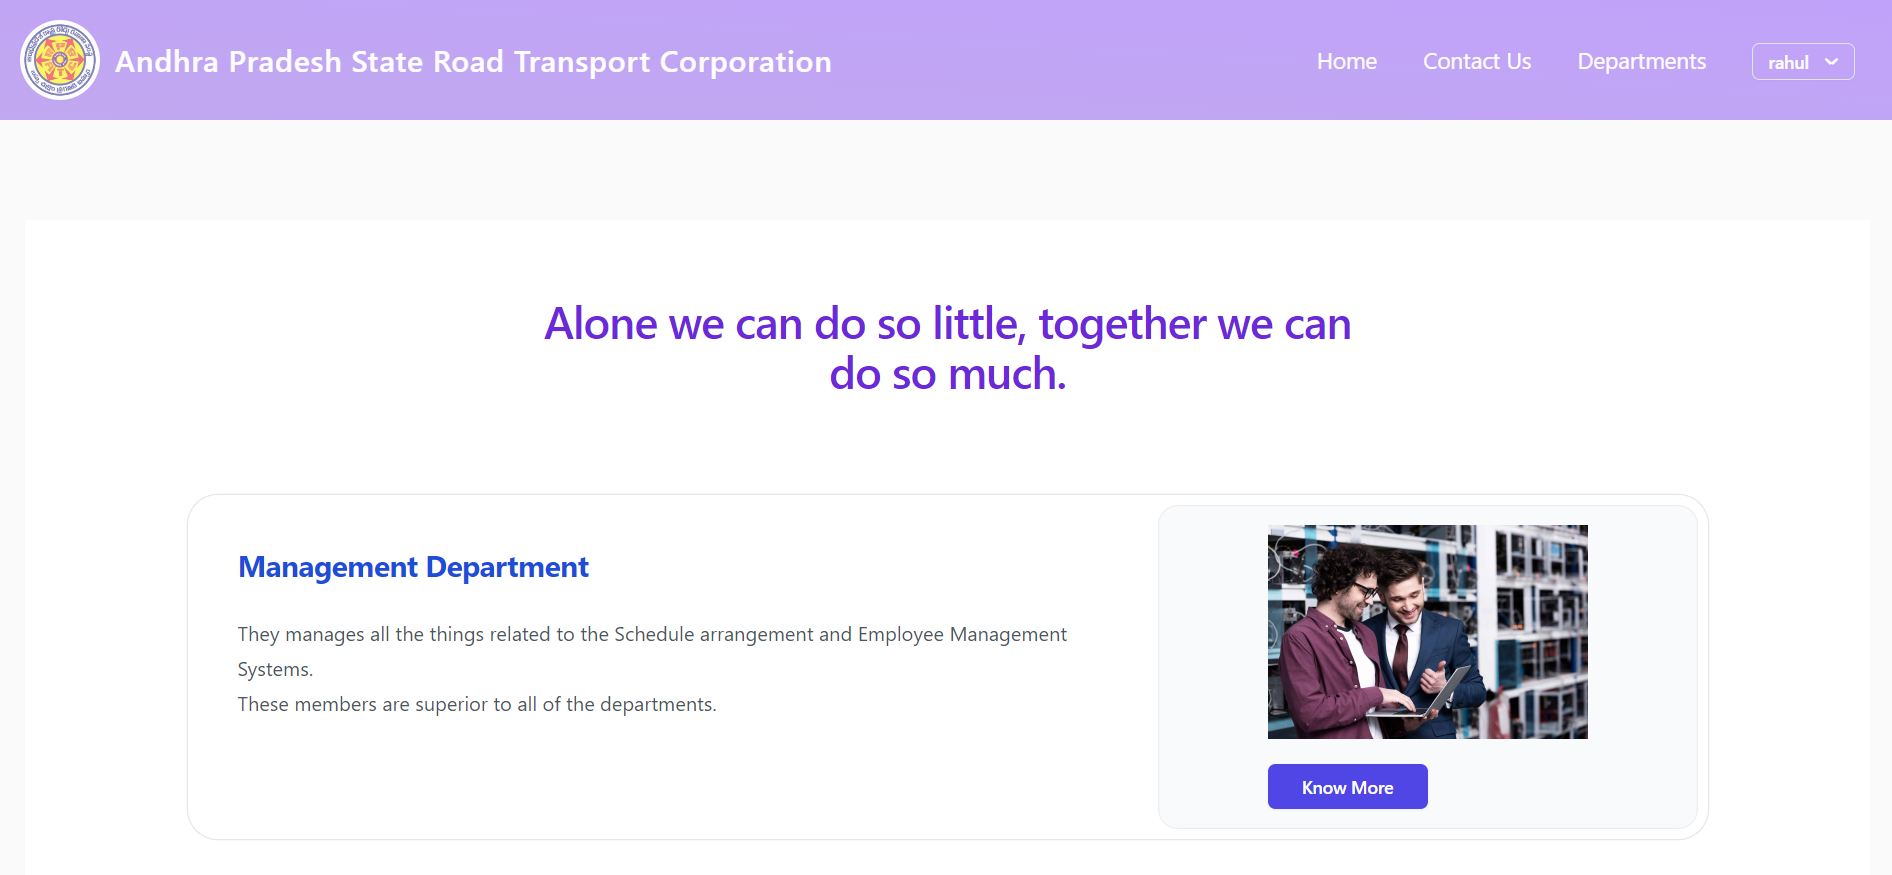 Andhra Pradesh State Road Transport Corporation
Home
Contact Us
Departments
rahul
Alone we can do so little, together we can
do so much.
Management Department
They manages all the things related to the Schedule arrangement and Employee Management
Systems.
These members are superior to all of the departments.
Know More